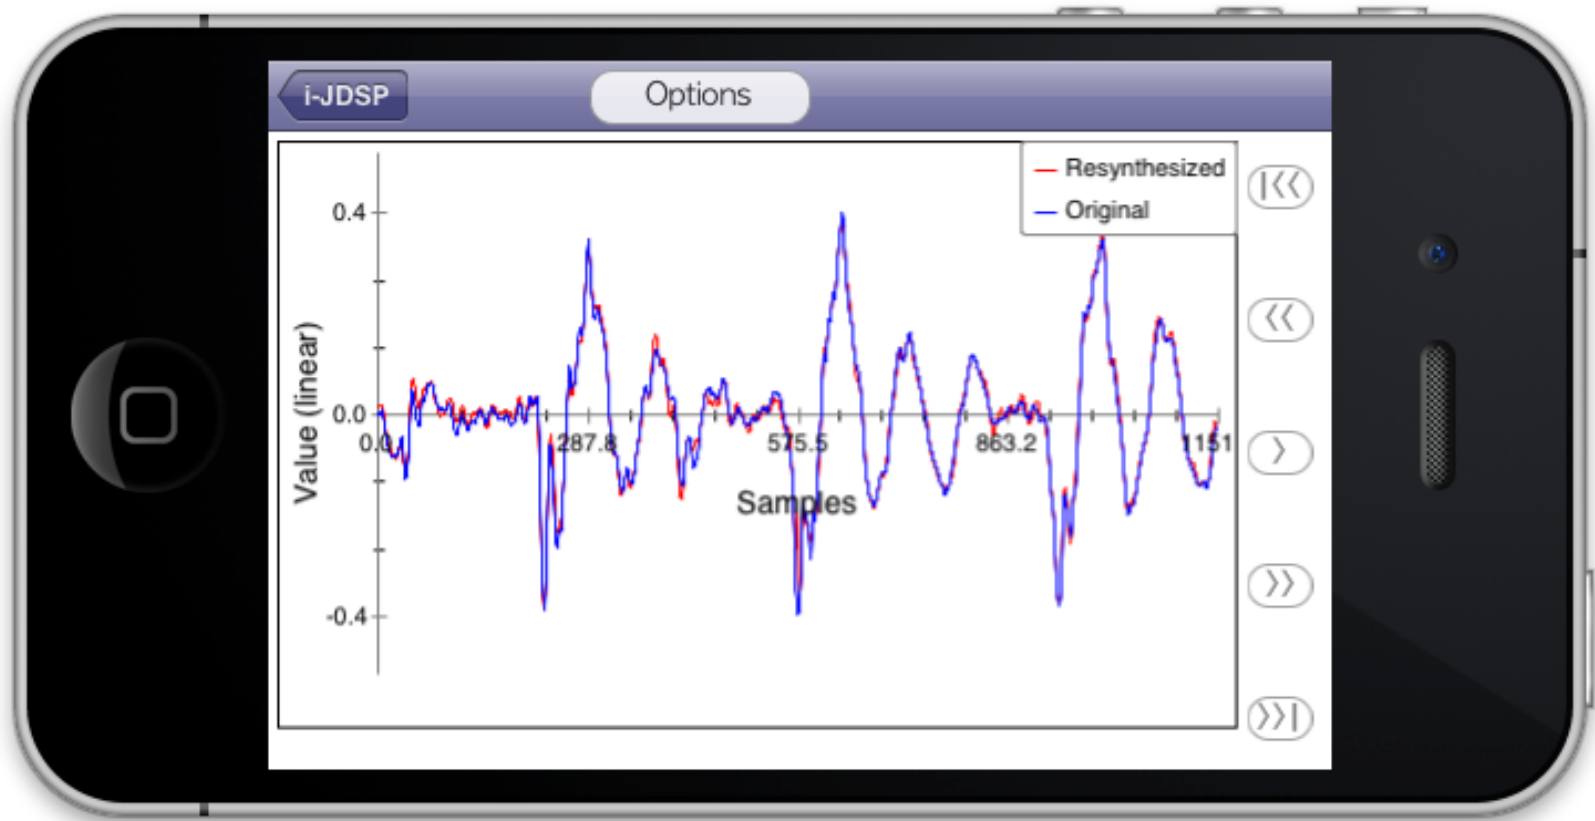 i-JDSP
Options
Resynthesized
Original
0.4
0.0
-0.4
Value (linear)
0.0
287.8
575.5
863.2
1151
Samples